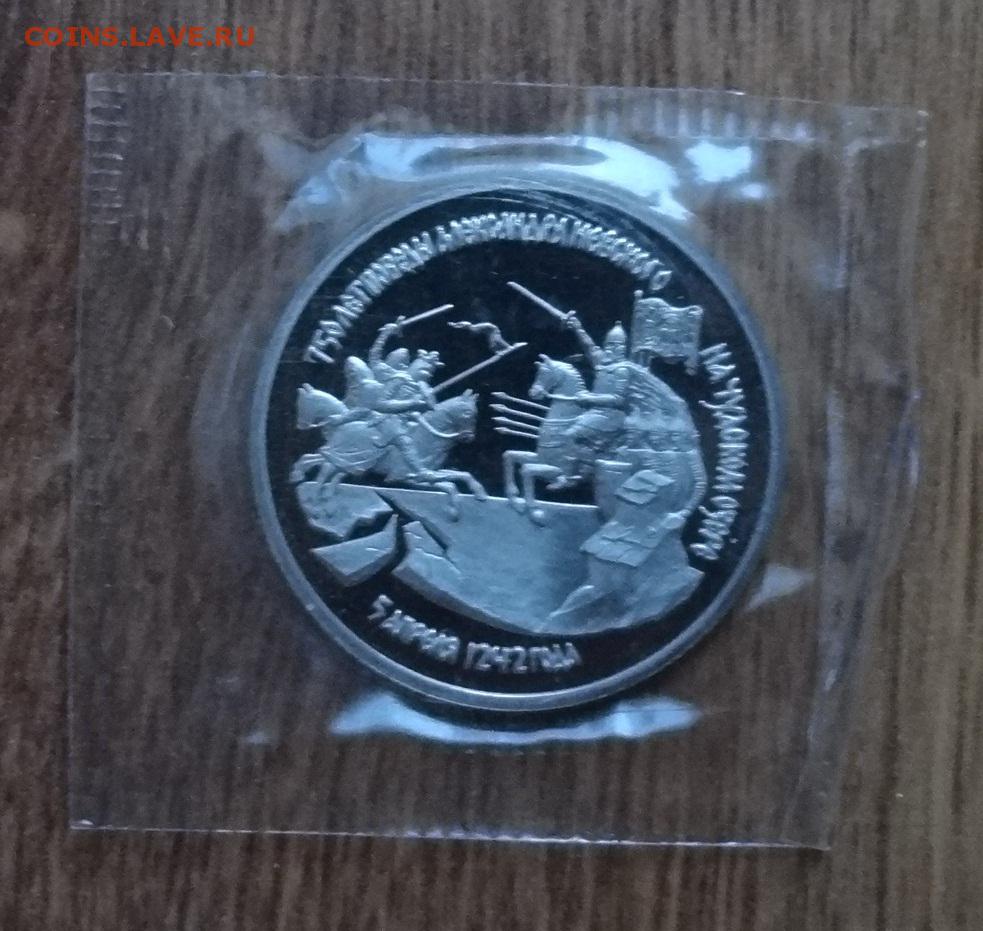 COINS.LAVE.RU
750 ЛЕТ ПОБЕДЫ АЛЕКСАНДРА НЕВСКОГО
НА ЧУДСКОМ ОЗЕРЕ
5 АПРЕЛЯ 1242 ГОДА